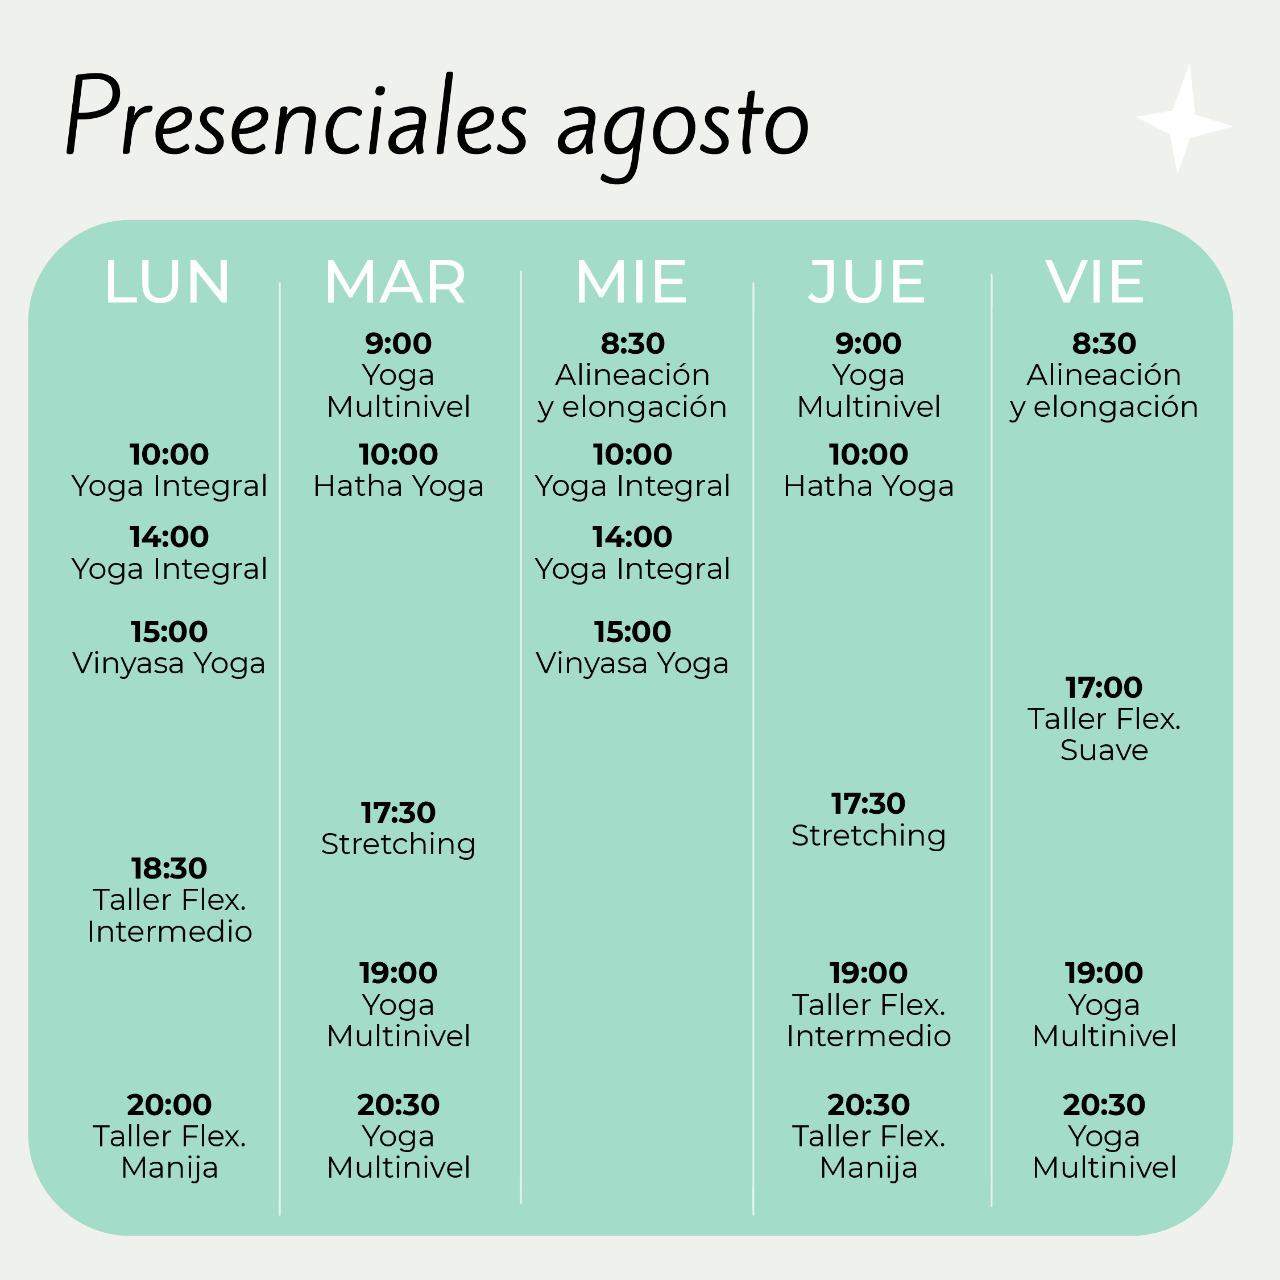 Presenciales agosto
LUN
10:00
Yoga Integral
14:00
Yoga Integral
15:00
Vinyasa Yoga
18:30
Taller Flex.
Intermedio
20:00
Taller Flex.
Manija
MAR
9:00
Yoga
Multinivel
10:00
Hatha Yoga
17:30
Stretching
19:00
Yoga
Multinivel
20:30
Yoga
Multinivel
MIE
8:30
Alineación
y elongación
10:00
Yoga Integral
14:00
Yoga Integral
15:00
Vinyasa Yoga
JUE
9:00
Yoga
Multinivel
10:00
Hatha Yoga
17:30
Stretching
19:00
Taller Flex.
Intermedio
20:30
Taller Flex.
Manija
VIE
8:30
Alineación
y elongación
17:00
Taller Flex.
Suave
19:00
Yoga
Multinivel
20:30
Yoga
Multinivel